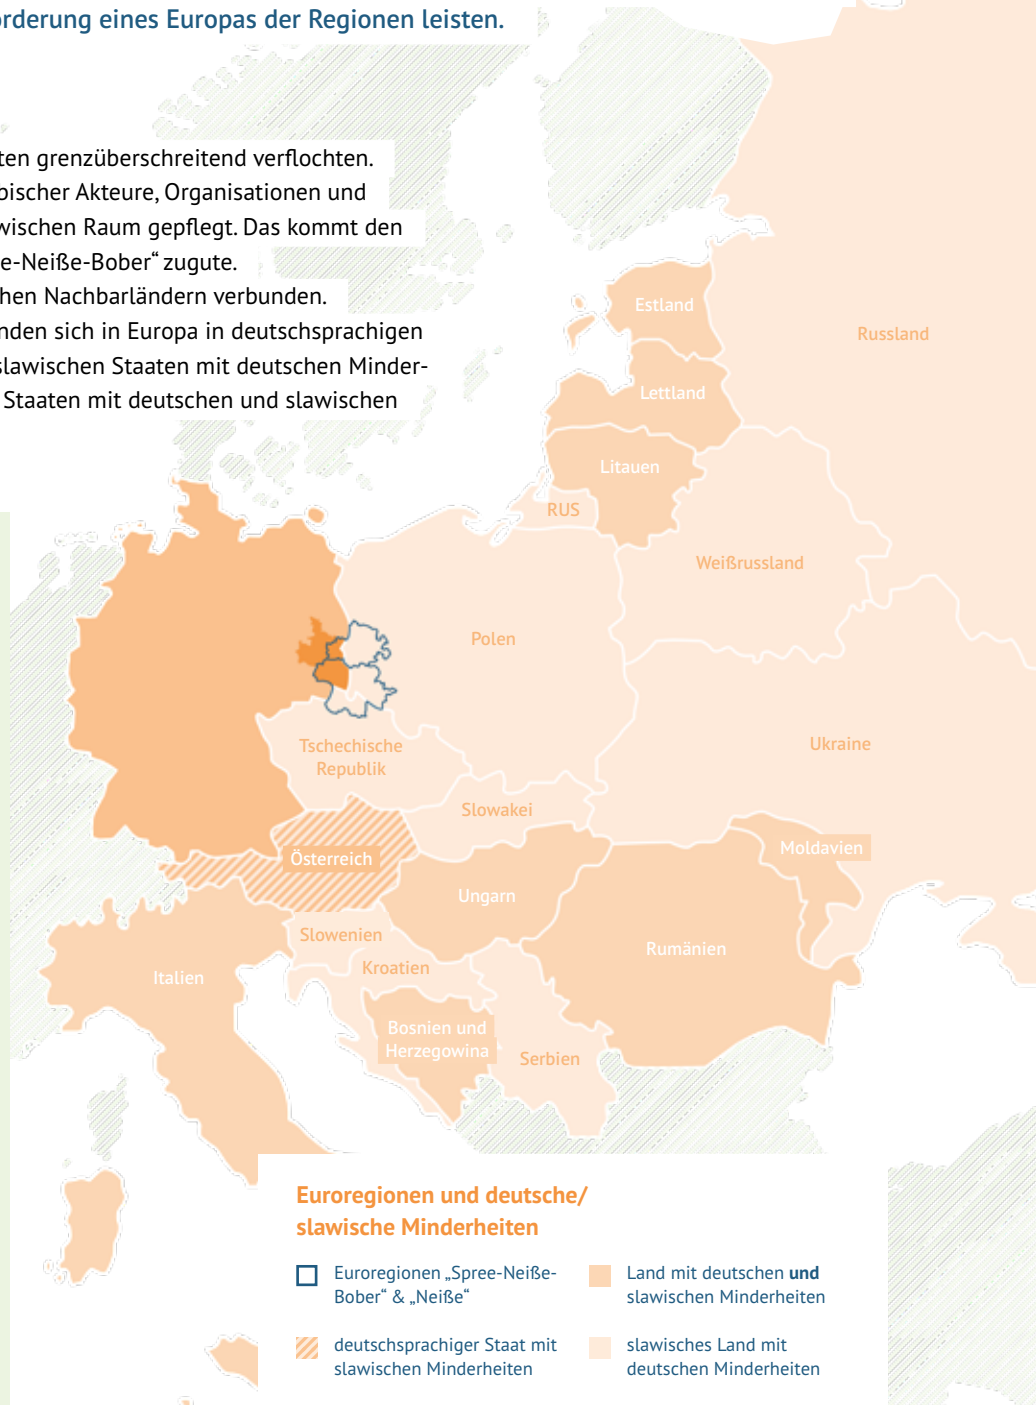 orderung eines Europas der Regionen leisten.
ten grenzüberschreitend verflochten.
bischer Akteure, Organisationen und
wischen Raum gepflegt. Das kommt den
e-Neiße-Bober“ zugute.
chen Nachbarländern verbunden.
nden sich in Europa in deutschsprachigen
slawischen Staaten mit deutschen Minder-
Staaten mit deutschen und slawischen
Estland
Russland
Lettland
Litauen
RUS
Weißrussland
Polen
Ukraine
Tschechische
Republik
Slowakei
Moldavien
Österreich
Ungarn
Slowenien
Rumänien
Kroatien
Italien
Bosnien und
Herzegowina
Serbien
Euroregionen und deutsche/
slawische Minderheiten
Euroregionen „Spree-Neiße-
Bober“ & „Neiße“
deutschsprachiger Staat mit
slawischen Minderheiten
Land mit deutschen und
slawischen Minderheiten
slawisches Land mit
deutschen Minderheiten